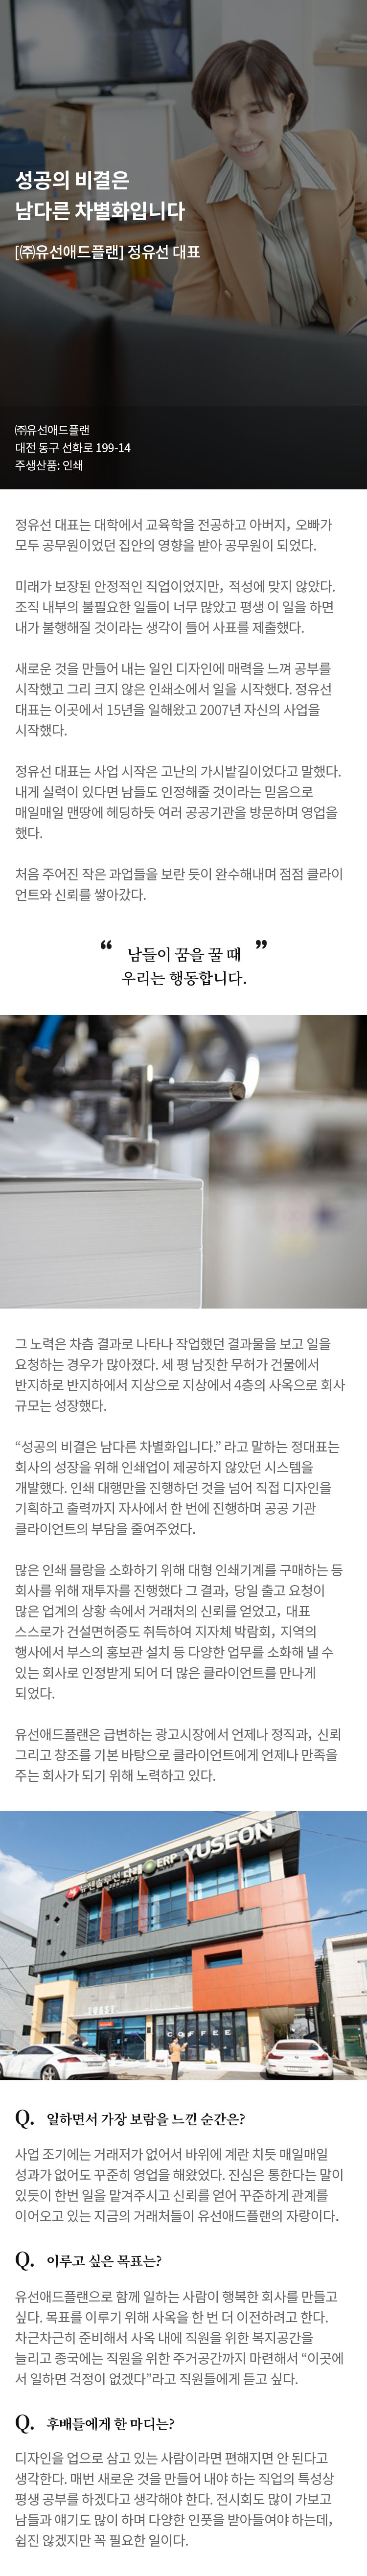 성공의 비결은
남다른 차별화입니다
[㈜유선애드플랜] 정유선 대표
㈜유선애드플랜
대전 동구 선화로 199-14
주생산품: 인쇄
정유선 대표는 대학에서 교육학을 전공하고 아버지, 오빠가
모두 공무원이었던 집안의 영향을 받아 공무원이 되었다.
미래가 보장된 안정적인 직업이었지만, 적성에 맞지 않았다.
조직 내부의 불필요한 일들이 너무 많았고 평생 이 일을 하면
내가 불행해질 것이라는 생각이 들어 사표를 제출했다.
새로운 것을 만들어 내는 일인 디자인에 매력을 느껴 공부를
시작했고 그리 크지 않은 인쇄소에서 일을 시작했다. 정유선
대표는 이곳에서 15년을 일해왔고 2007년 자신의 사업을
시작했다.
정유선 대표는 사업 시작은 고난의 가시밭길이었다고 말했다.
내게 실력이 있다면 남들도 인정해줄 것이라는 믿음으로
매일매일 맨땅에 헤딩하듯 여러 공공기관을 방문하며 영업을
했다.
처음 주어진 작은 과업들을 보란 듯이 완수해내며 점점 클라이
언트와 신뢰를 쌓아갔다.
“ 남들이 꿈을 꿀 때 ”
우리는 행동합니다.
그 노력은 차츰 결과로 나타나 작업했던 결과물을 보고 일을
요청하는 경우가 많아졌다. 세 평 남짓한 무허가 건물에서
반지하로 반지하에서 지상으로 지상에서 4층의 사옥으로 회사
규모는 성장했다.
“성공의 비결은 남다른 차별화입니다.” 라고 말하는 정대표는
회사의 성장을 위해 인쇄업이 제공하지 않았던 시스템을
개발했다. 인쇄 대행만을 진행하던 것을 넘어 직접 디자인을
기획하고 출력까지 자사에서 한 번에 진행하며 공공 기관
클라이언트의 부담을 줄여주었다.
많은 인쇄 물량을 소화하기 위해 대형 인쇄기계를 구매하는 등
회사를 위해 재투자를 진행했다 그 결과, 당일 출고 요청이
많은 업계의 상황 속에서 거래처의 신뢰를 얻었고, 대표
스스로가 건설면허증도 취득하여 지자체 박람회, 지역의
행사에서 부스의 홍보관 설치 등 다양한 업무를 소화해 낼 수
있는 회사로 인정받게 되어 더 많은 클라이언트를 만나게
되었다.
유선애드플랜은 급변하는 광고시장에서 언제나 정직과, 신뢰
그리고 창조를 기본 바탕으로 클라이언트에게 언제나 만족을
주는 회사가 되기 위해 노력하고 있다.
ERP YUSEON
TOAST
COFFEE
Q. 일하면서 가장 보람을 느낀 순간은?
사업 초기에는 거래처가 없어서 바위에 계란 치듯 매일매일
성과가 없어도 꾸준히 영업을 해왔었다. 진심은 통한다는 말이
있듯이 한번 일을 맡겨주시고 신뢰를 얻어 꾸준하게 관계를
이어오고 있는 지금의 거래처들이 유선애드플랜의 자랑이다.
Q. 이루고 싶은 목표는?
유선애드플랜으로 함께 일하는 사람이 행복한 회사를 만들고
싶다. 목표를 이루기 위해 사옥을 한 번 더 이전하려고 한다.
차근차근히 준비해서 사옥 내에 직원을 위한 복지공간을
늘리고 종국에는 직원을 위한 주거공간까지 마련해서 “이곳에
서 일하면 걱정이 없겠다”라고 직원들에게 듣고 싶다.
Q. 후배들에게 한 마디는?
디자인을 업으로 삼고 있는 사람이라면 편해지면 안 된다고
생각한다. 매번 새로운 것을 만들어 내야 하는 직업의 특성상
평생 공부를 하겠다고 생각해야 한다. 전시회도 많이 가보고
남들과 얘기도 많이 하며 다양한 인풋을 받아들여야 하는데,
쉽진 않겠지만 꼭 필요한 일이다.